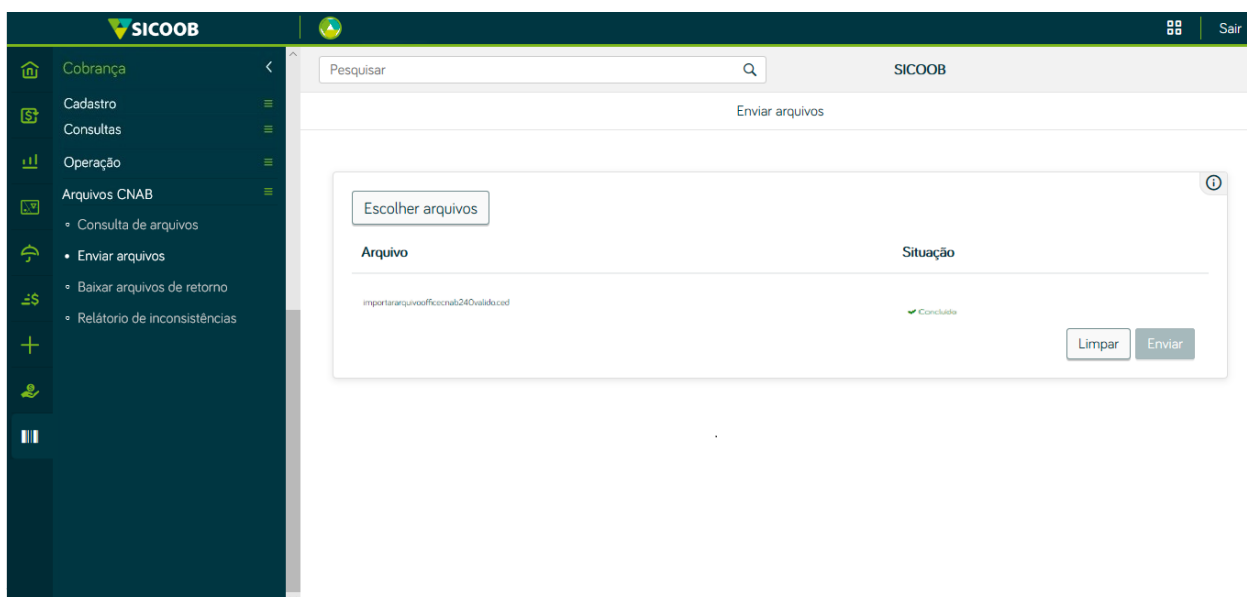 SICOOB
Sair
Cobrança
Pesquisar
SICOOB
Cadastro
Consultas
Enviar arquivos
Operação
Arquivos CNAB
Consulta de arquivos
Enviar arquivos
Baixar arquivos de retorno
Relátorio de inconsistências
Escolher arquivos
Arquivo Situação
importararquivoofficecnab240valido.ced
Concluído
Limpar Enviar